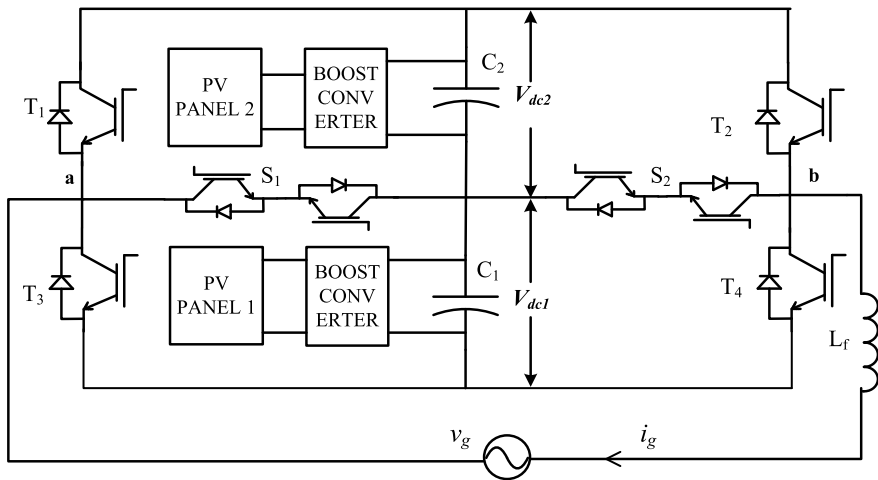 PV
PANEL 2
BOOST
CONV
ERTER
C2
Vdc2
T1
T2
a
S1
S2
b
PV
PANEL 1
BOOST
CONV
ERTER
C1
Vdc1
T3
T4
Lf
vg
ig